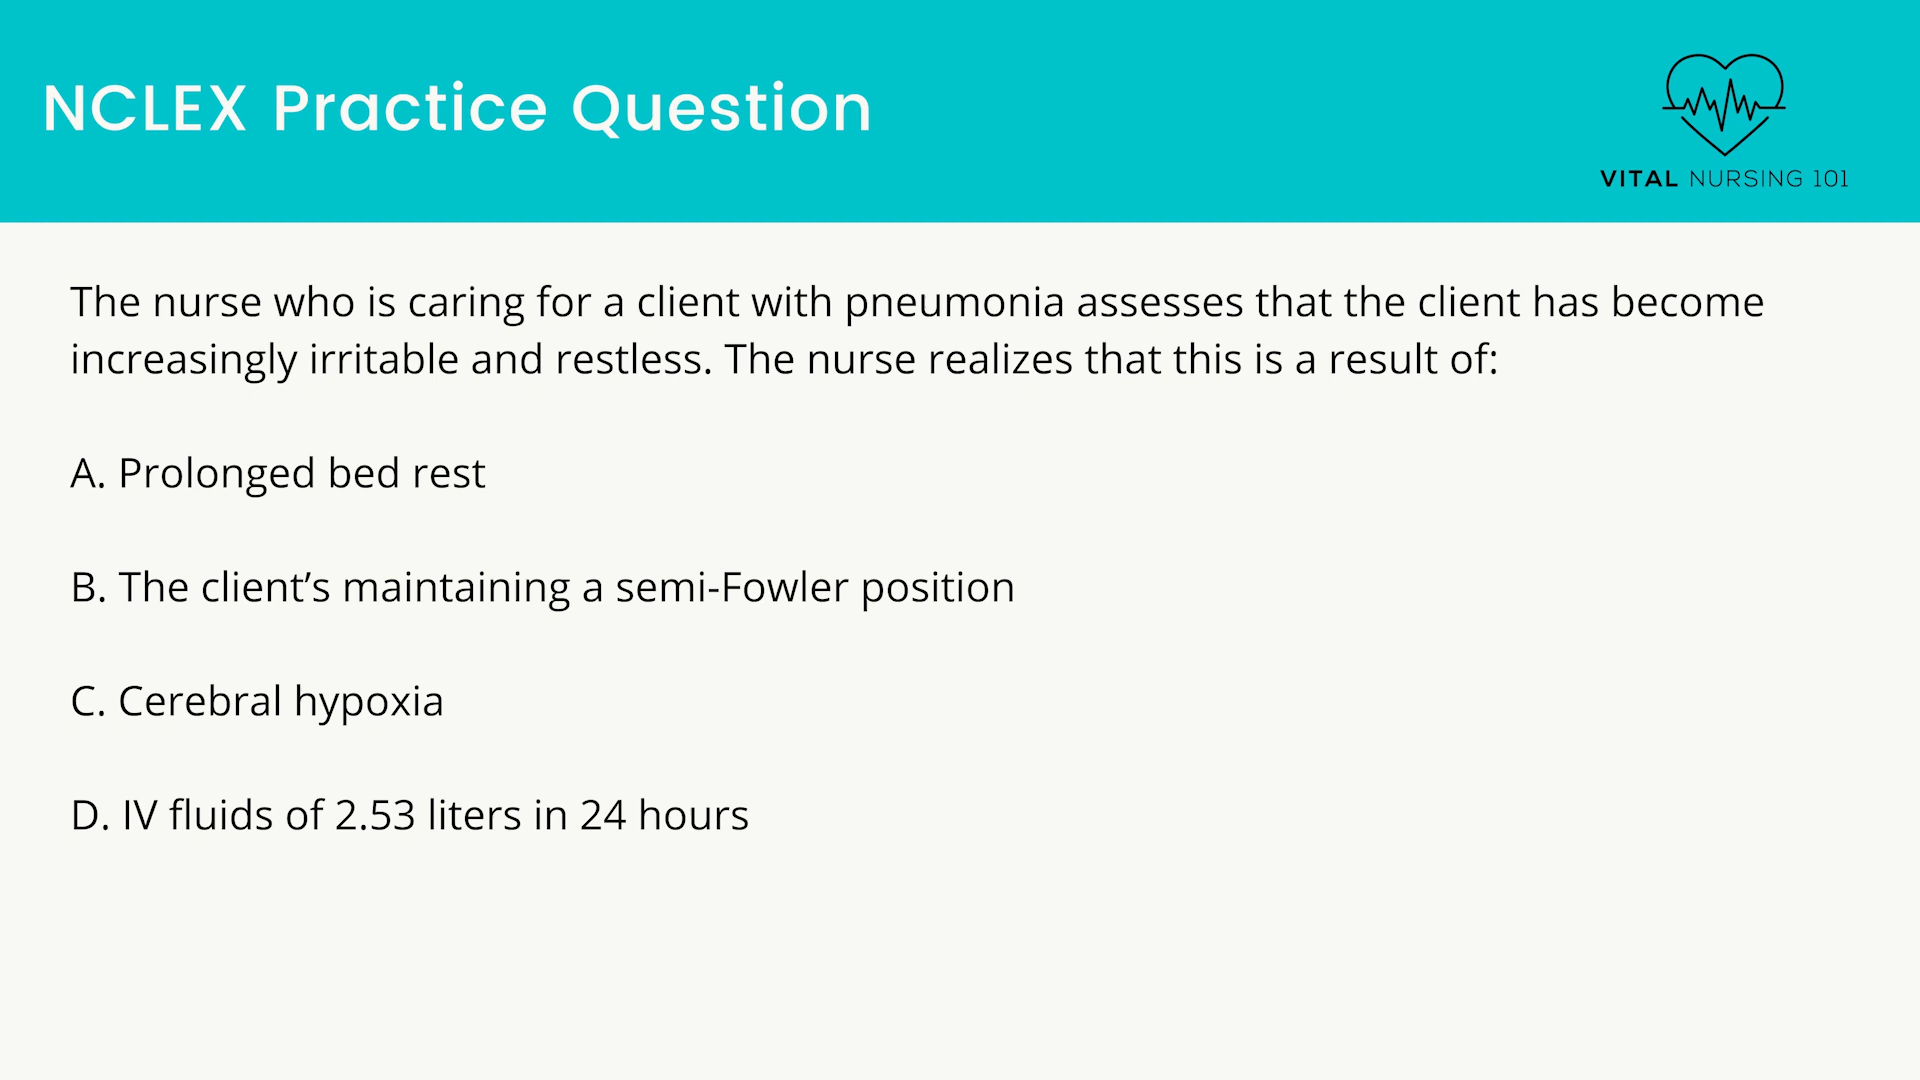 NCLEX Practice Question
VITAL NURSING 101
The nurse who is caring for a client with pneumonia assesses that the client has become
increasingly irritable and restless. The nurse realizes that this is a result of:
A. Prolonged bed rest
B. The client’s maintaining a semi-Fowler position
C. Cerebral hypoxia
D. IV fluids of 2.53 liters in 24 hours